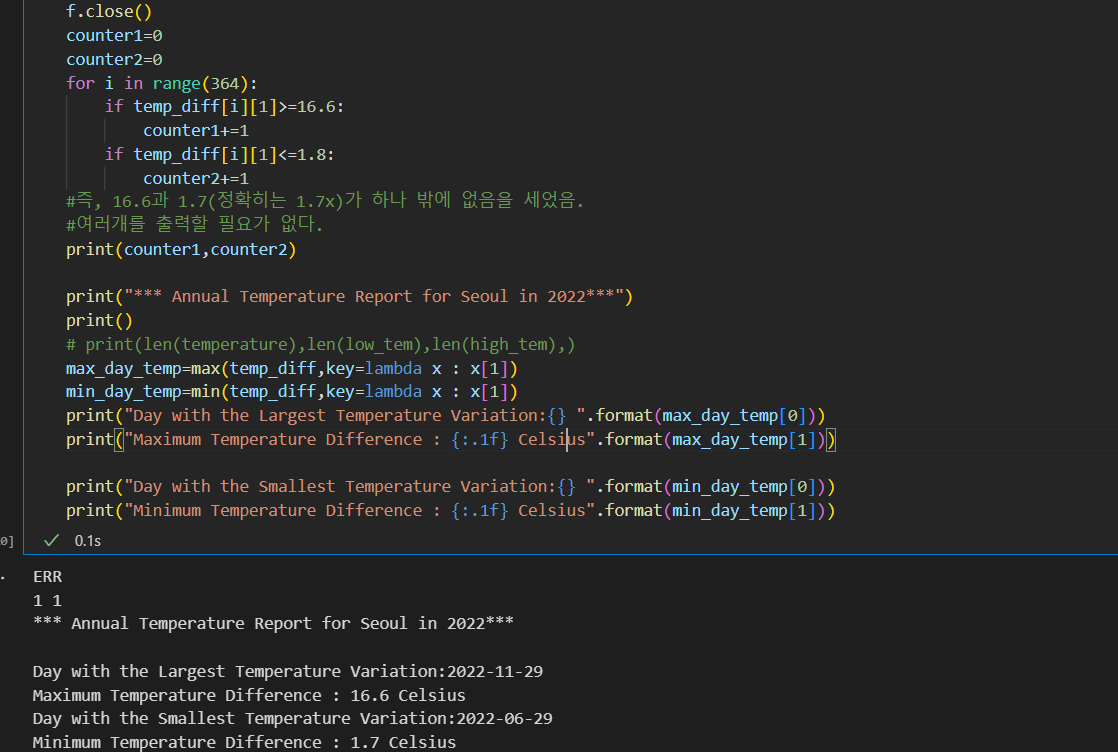 f.close()
counter1=0
counter2=0
for i in range(364):
    if temp_diff[i][1]>=16.6:
        counter1+=1
    if temp_diff[i][1]<=1.8:
        counter2+=1
#즉, 16.6과 1.7(정확히는 1.7x)가 하나 밖에 없음을 세었음.
#여러개를 출력할 필요가 없다.
print(counter1,counter2)
print("*** Annual Temperature Report for Seoul in 2022***")
print()
# print(len(temperature),len(low_tem),len(high_tem),)
max_day_temp=max(temp_diff,key=lambda x : x[1])
min_day_temp=min(temp_diff,key=lambda x : x[1])
print("Day with the Largest Temperature Variation:{} ".format(max_day_temp[0]))
print("Maximum Temperature Difference : {:.1f} Celsius".format(max_day_temp[1]))
print("Day with the Smallest Temperature Variation:{} ".format(min_day_temp[0]))
print("Minimum Temperature Difference : {:.1f} Celsius".format(min_day_temp[1]))
0] ✓ 0.1s
ERR
1 1
*** Annual Temperature Report for Seoul in 2022***
Day with the Largest Temperature Variation:2022-11-29
Maximum Temperature Difference : 16.6 Celsius
Day with the Smallest Temperature Variation:2022-06-29
Minimum Temperature Difference : 1.7 Celsius